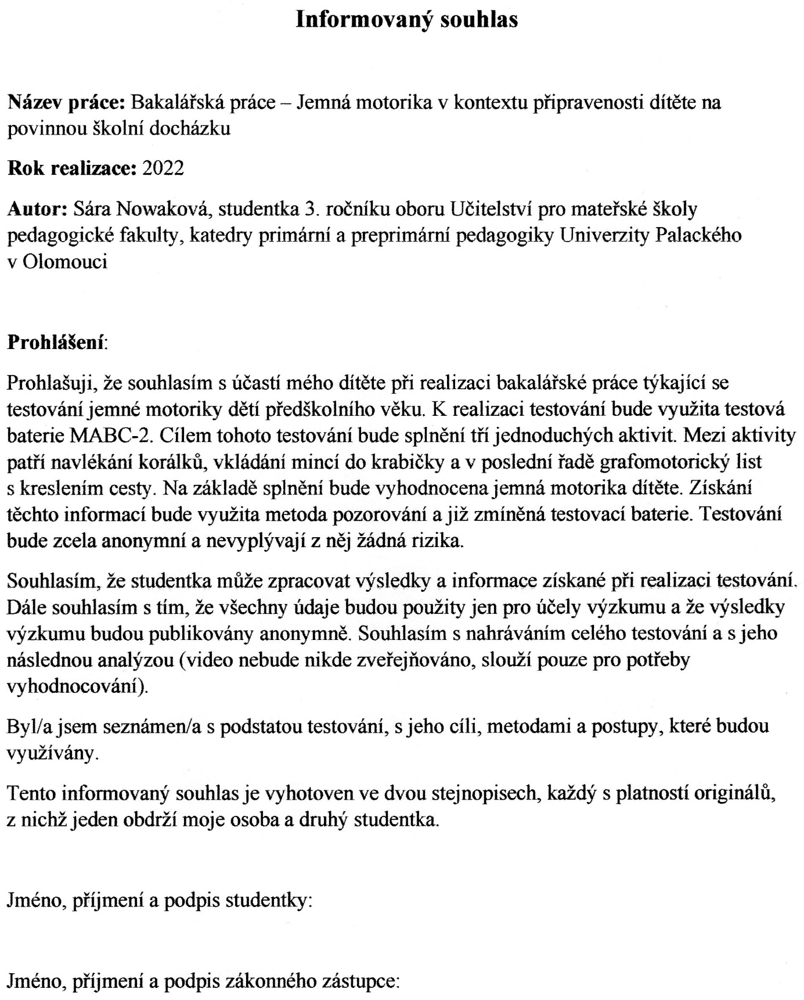 Informovaný souhlas
Název práce: Bakalářská práce – Jemná motorika v kontextu připravenosti dítěte na
povinnou školní docházku
Rok realizace: 2022
Autor: Sára Nowaková, studentka 3. ročníku oboru Učitelství pro mateřské školy
pedagogické fakulty, katedry primární a preprimární pedagogiky Univerzity Palackého
v Olomouci
Prohlášení:
Prohlašuji, že souhlasím s účastí mého dítěte při realizaci bakalářské práce týkající se
testování jemné motoriky dětí předškolního věku. K realizaci testování bude využita testová
baterie MABC-2. Cílem tohoto testování bude splnění tří jednoduchých aktivit. Mezi aktivity
patří navlékání korálků, vkládání mincí do krabičky a v poslední řadě grafomotorický list
s kreslením cesty. Na základě splnění bude vyhodnocena jemná motorika dítěte. Získání
těchto informací bude využita metoda pozorování a již zmíněná testovací baterie. Testování
bude zcela anonymní a nevyplývají z něj žádná rizika.
Souhlasím, že studentka může zpracovat výsledky a informace získané při realizaci testování.
Dále souhlasím s tím, že všechny údaje budou použity jen pro účely výzkumu a že výsledky
výzkumu budou publikovány anonymně. Souhlasím s nahráváním celého testování a s jeho
následnou analýzou (video nebude nikde zveřejňováno, slouží pouze pro potřeby
vyhodnocování).
Byl/a jsem seznámen/a s podstatou testování, s jeho cíli, metodami a postupy, které budou
využívány.
Tento informovaný souhlas je vyhotoven ve dvou stejnopisech, každý s platností originálů,
z nichž jeden obdrží moje osoba a druhý studentka.
Jméno, příjmení a podpis studentky:
Jméno, příjmení a podpis zákonného zástupce: